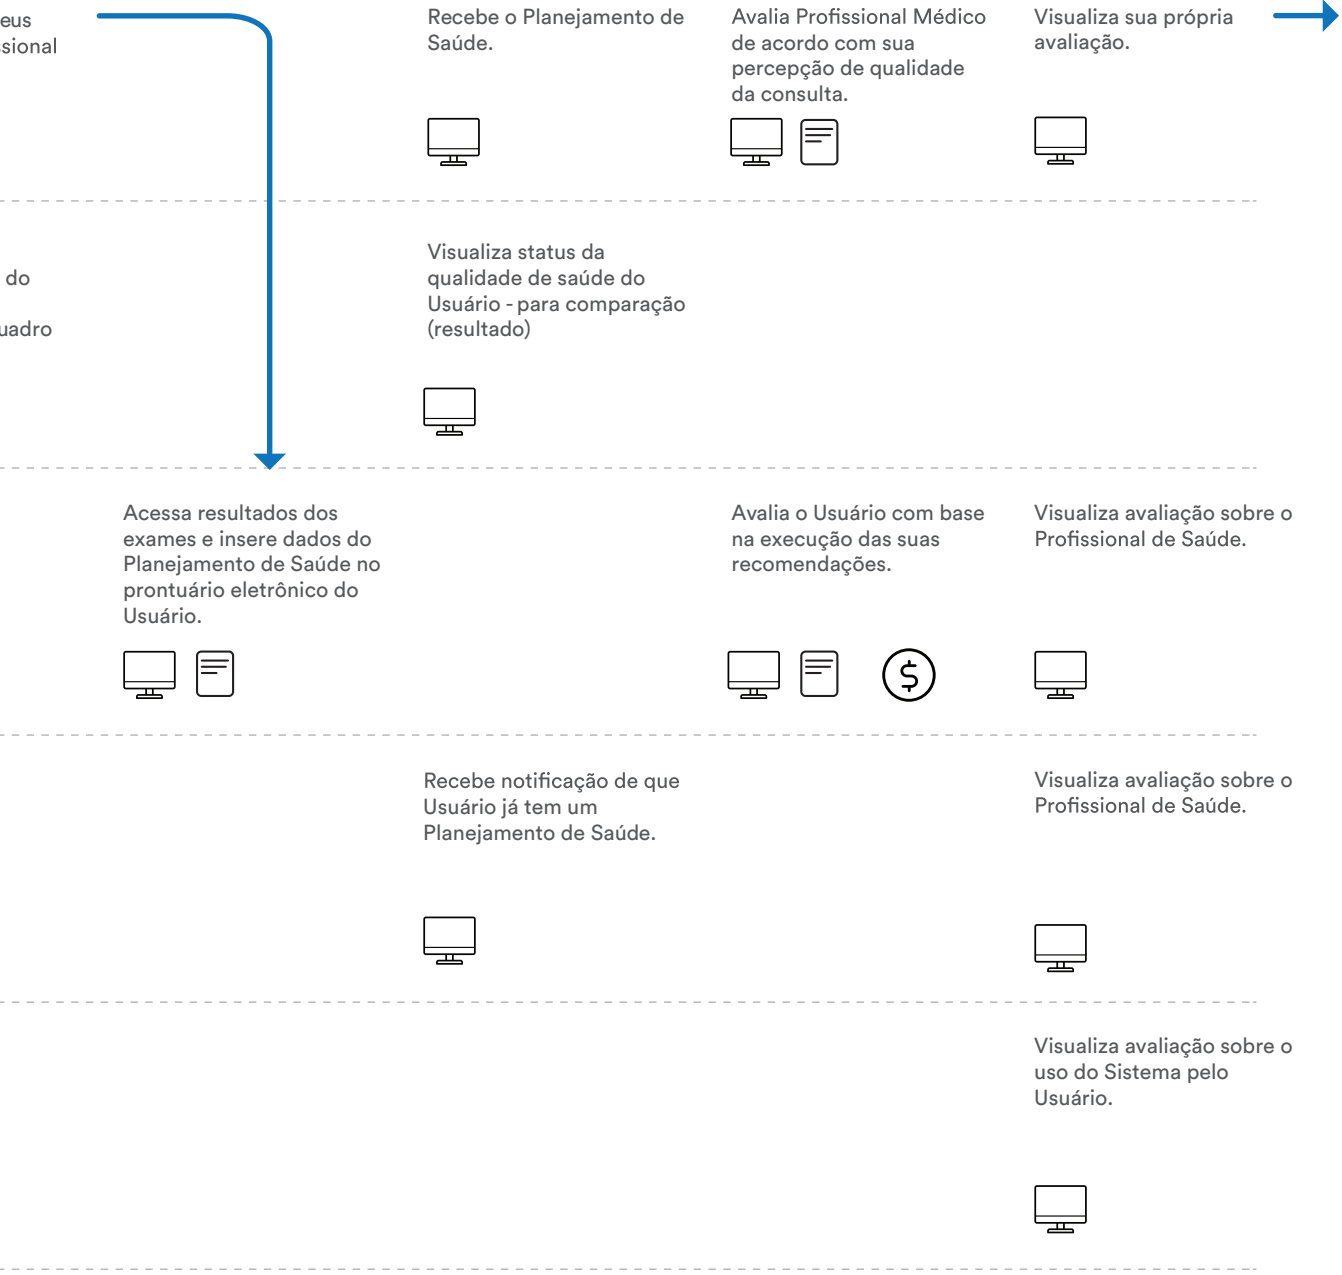 Recebe o Planejamento de
Saúde.
Avalia Profissional Médico
de acordo com sua
percepção de qualidade
da consulta.
Visualiza sua própria
avaliação.
do
Visualiza status da
qualidade de saúde do
Usuário - para comparação
(resultado)
Acessa resultados dos
exames e insere dados do
Planejamento de Saúde no
prontuário eletrônico do
Usuário.
Avalia o Usuário com base
na execução das suas
recomendações.
$
Visualiza avaliação sobre o
Profissional de Saúde.
Recebe notificação de que
Usuário já tem um
Planejamento de Saúde.
Visualiza avaliação sobre o
Profissional de Saúde.
Visualiza avaliação sobre o
uso do Sistema pelo
Usuário.